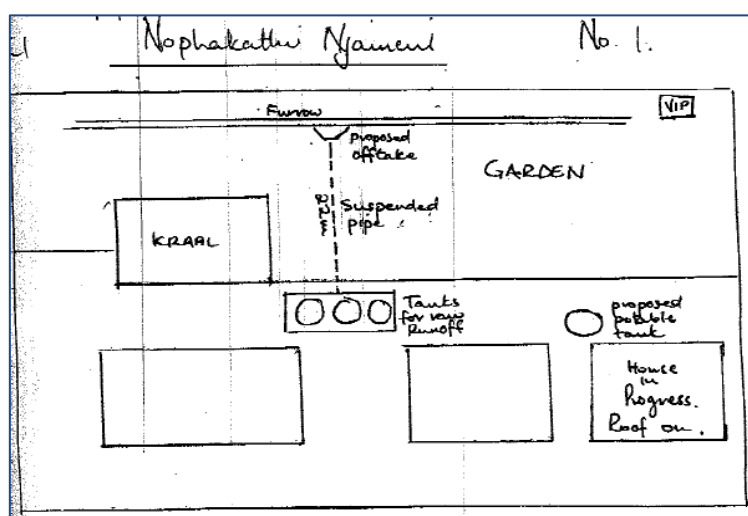 Nophakathi Njameni
No. 1.
Furrow
VIP
proposed
offtake
GARDEN
Suspended
pipe
KRAAL
Tanks
for raw
Runoff
proposed
potable
tank
House
in
Progress.
Roof on.